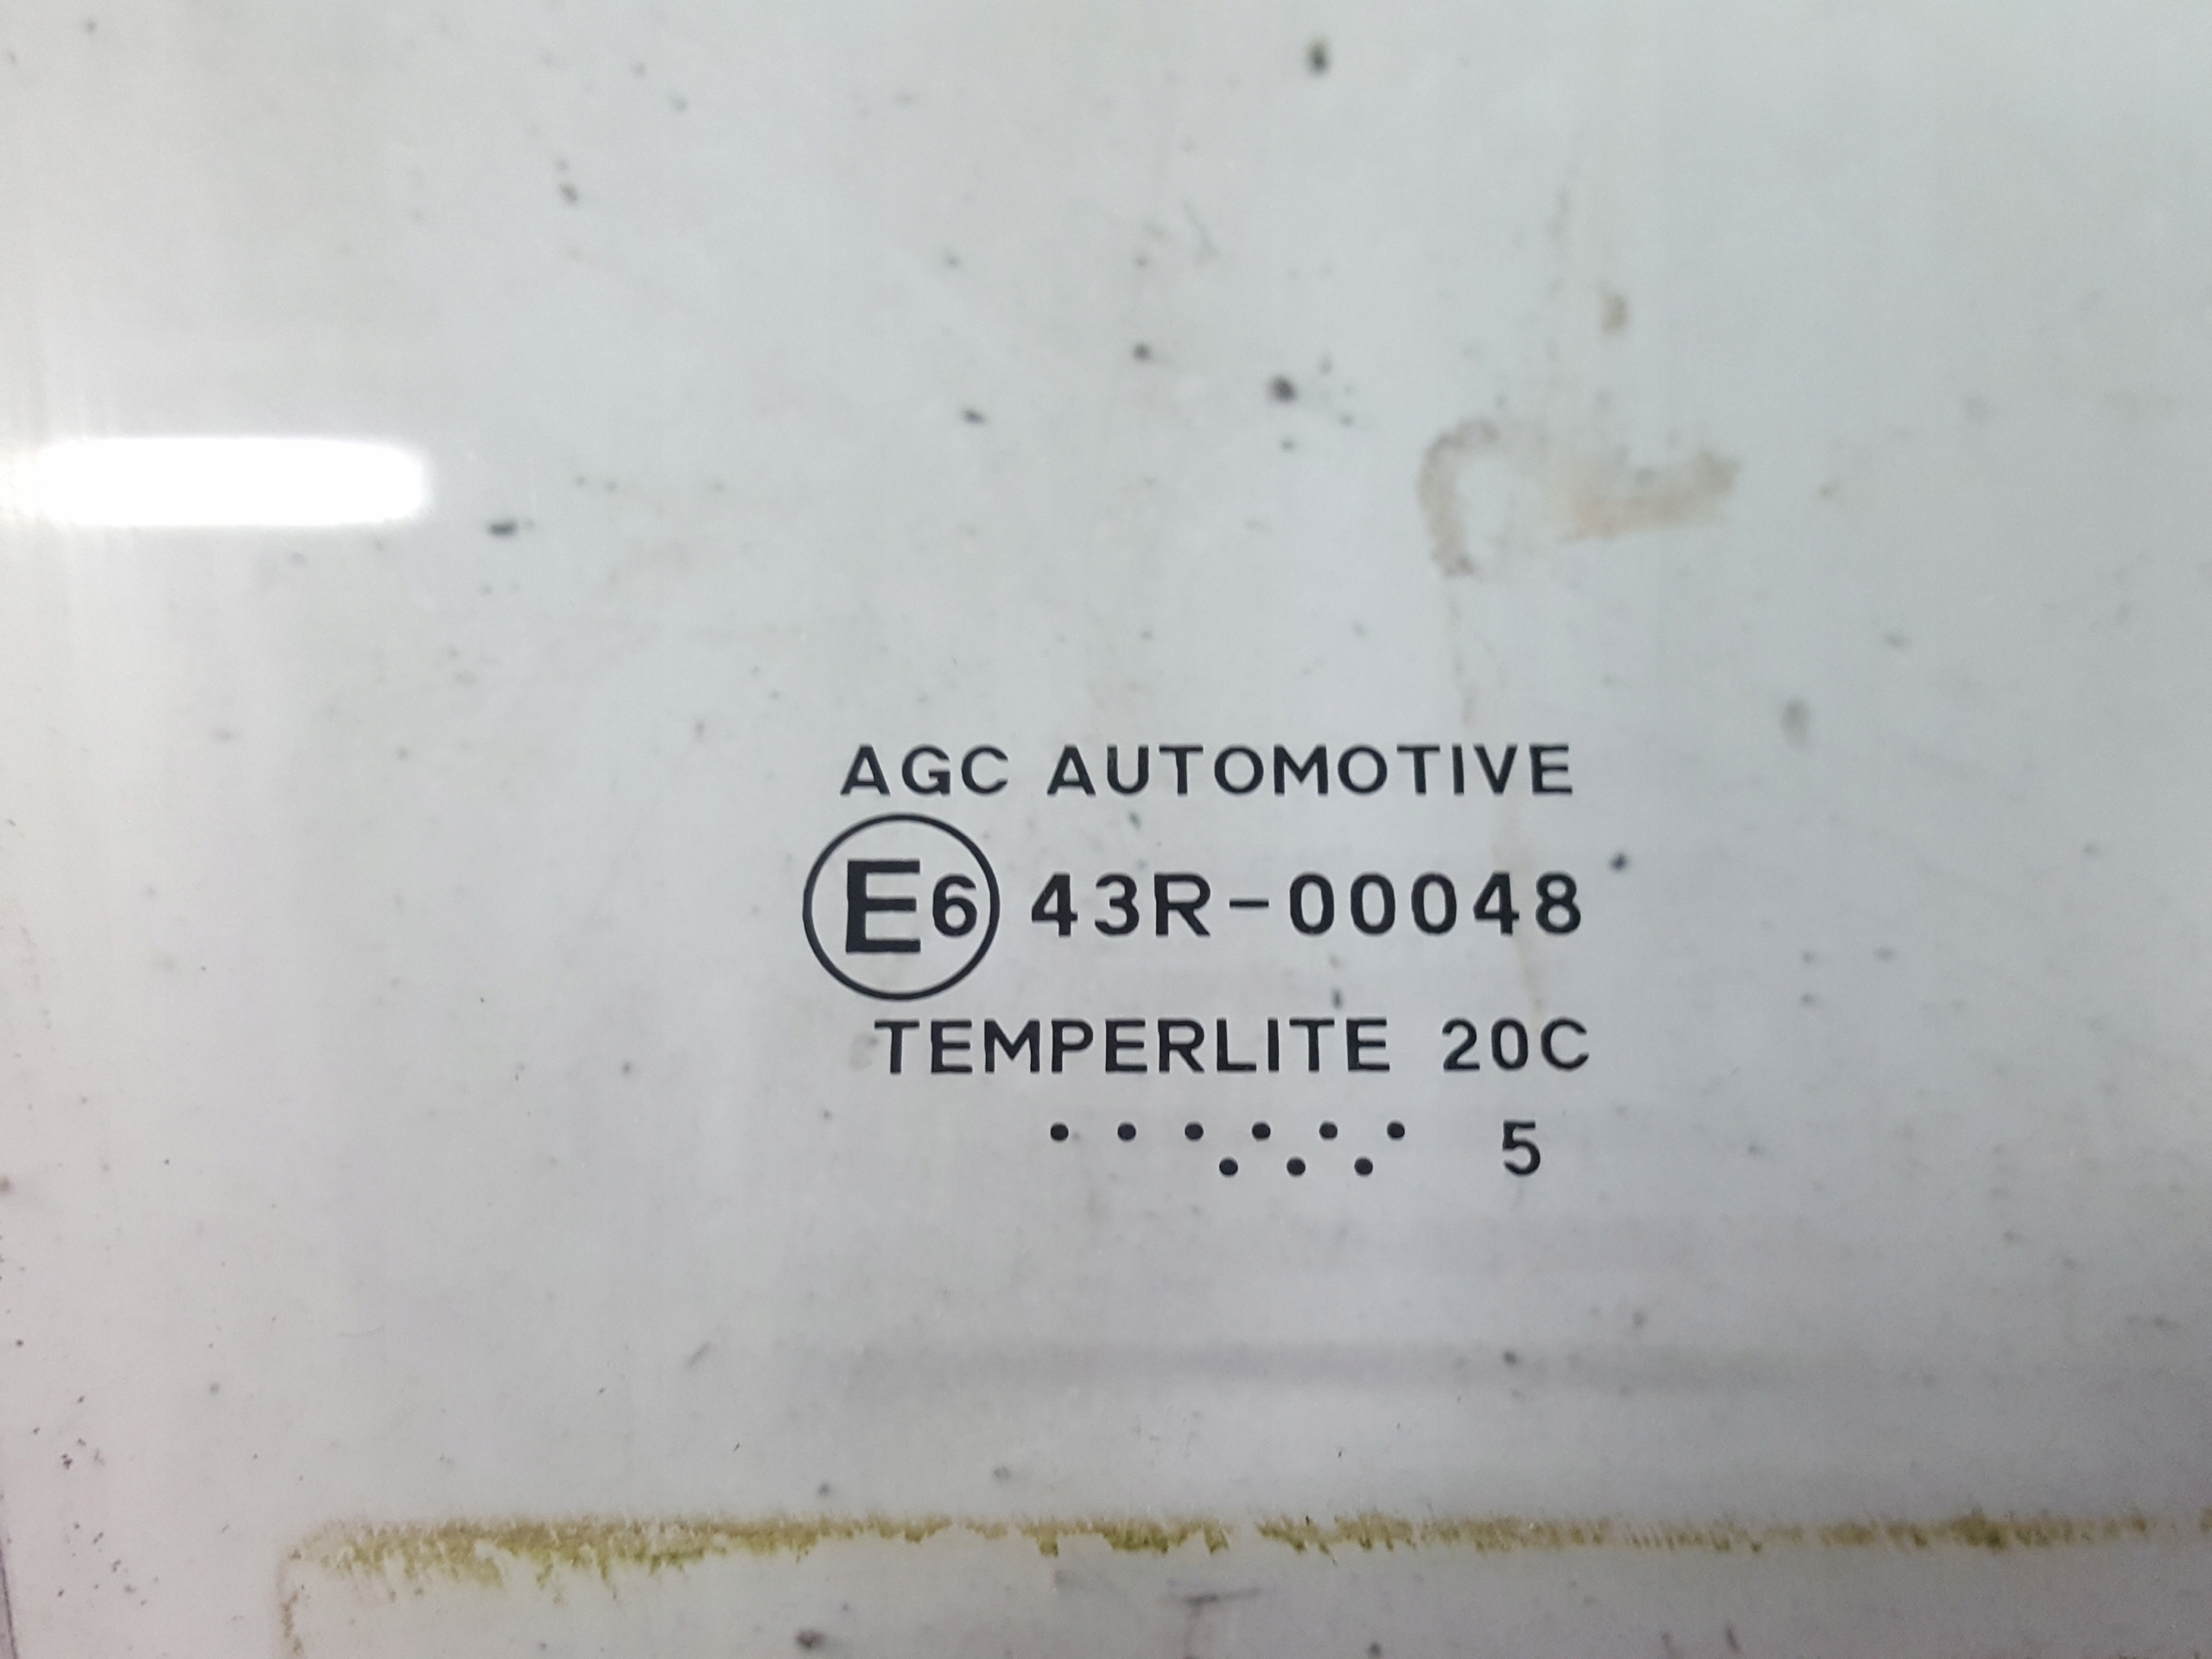 AGC AUTOMOTIVE
E6 43R-00048
TEMPERLITE 20C
5